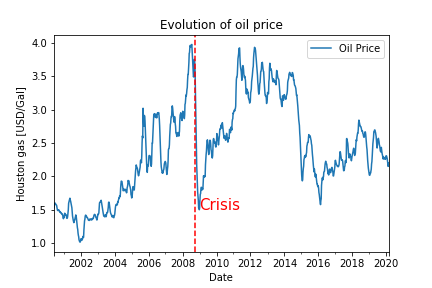 Evolution of oil price
Oil Price
Houston gas [USD/Gal]
4.0
3.5
3.0
2.5
2.0
1.5
1.0
Crisis
2002 2004 2006 2008 2010 2012 2014 2016 2018 2020
Date